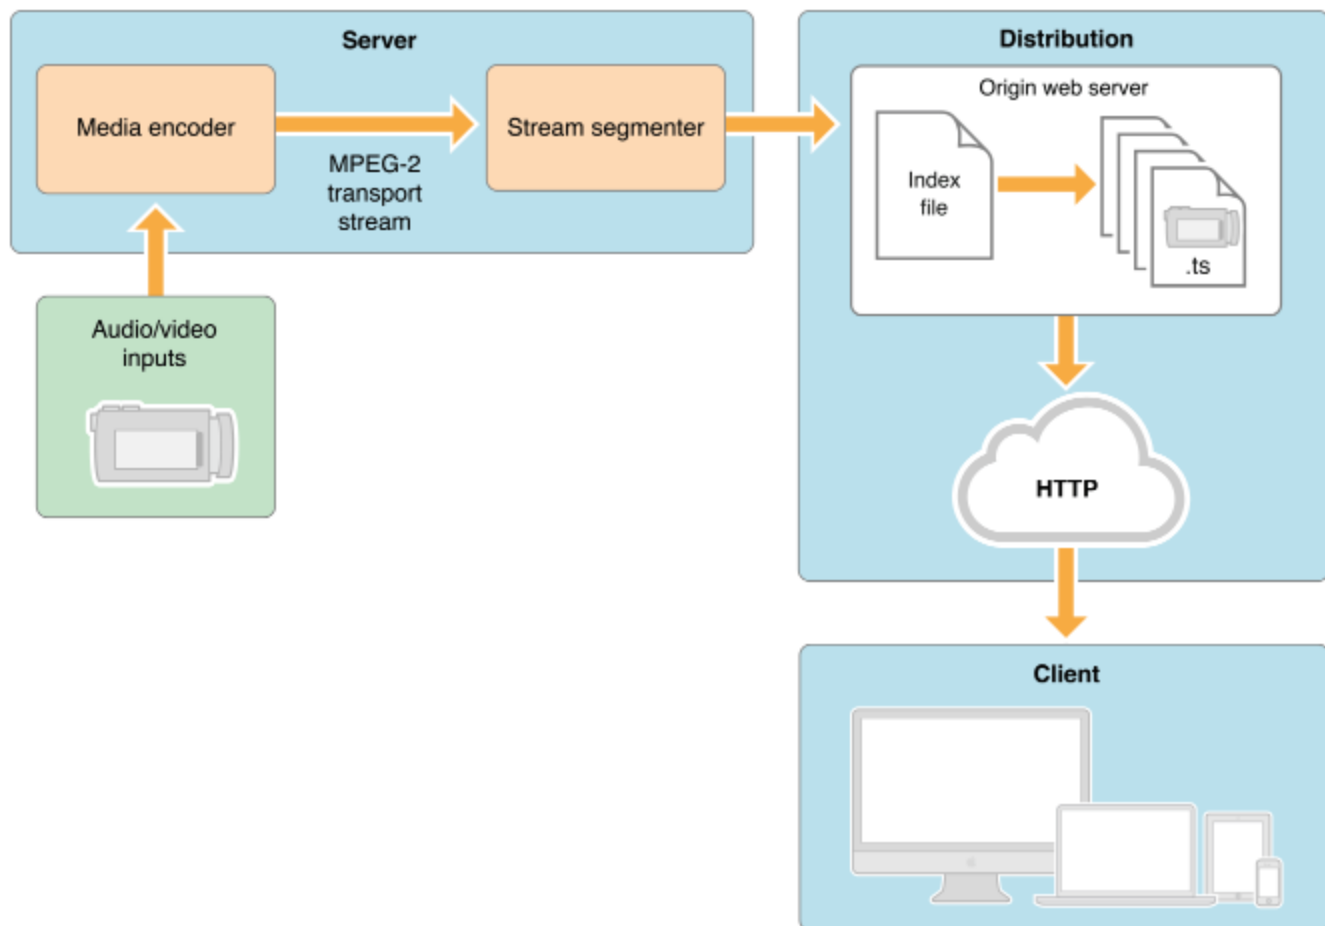 Server
Media encoder
MPEG-2
transport
stream
Stream segmenter
Audio/video
inputs
Distribution
Origin web server
Index
file
.ts
HTTP
Client